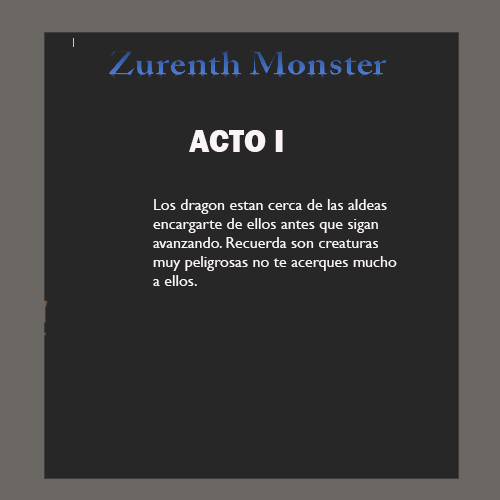 Zurenth Monster
ACTO I
Los dragon estan cerca de las aldeas
encargarte de ellos antes que sigan
avanzando. Recuerda son creaturas
muy peligrosas no te acerques mucho
a ellos.